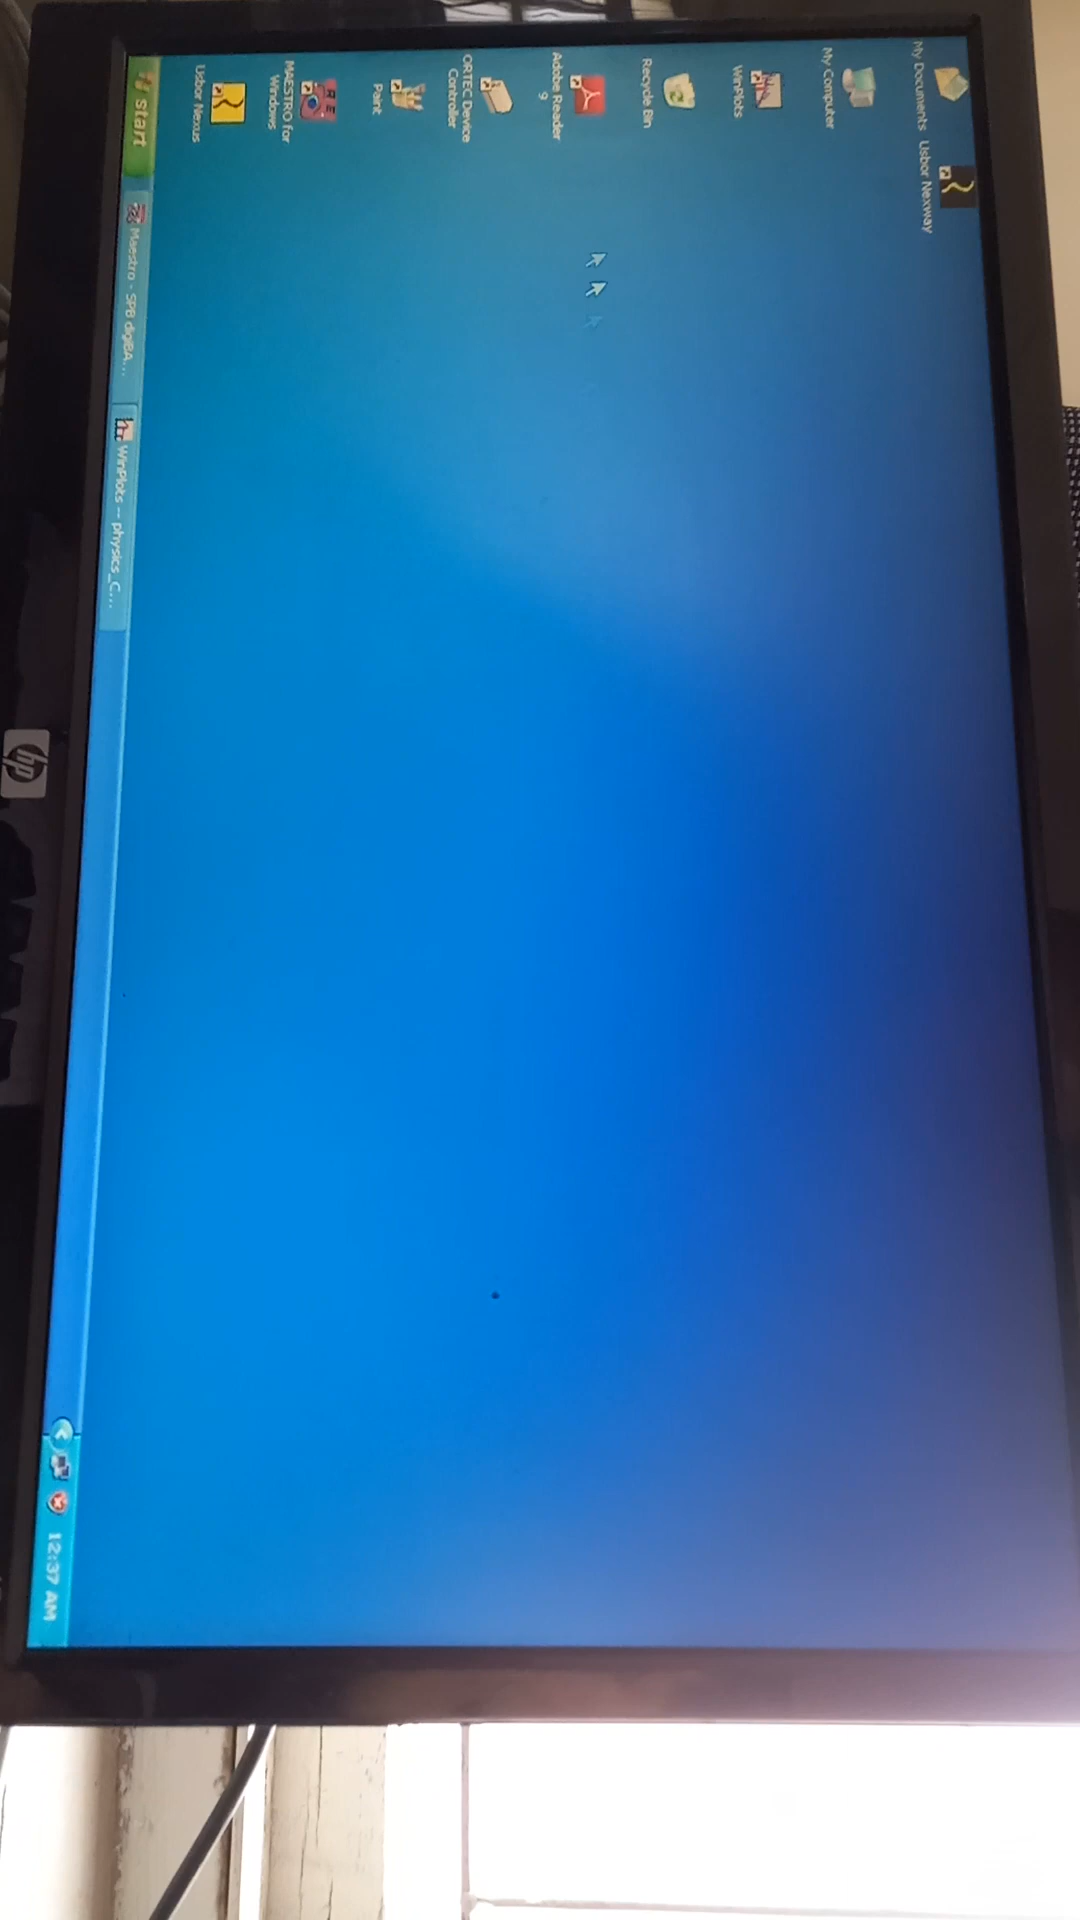 My Documents
Usbor Nexway
My Computer
WinPlots
Recycle Bin
Adobe Reader
9
ORTEC Device
Controller
Paint
MAESTRO for
Windows
Usbor Nexus
start
Maestro - SPB digiBA...
WinPlots -- physics_C...
12:37 AM
hp